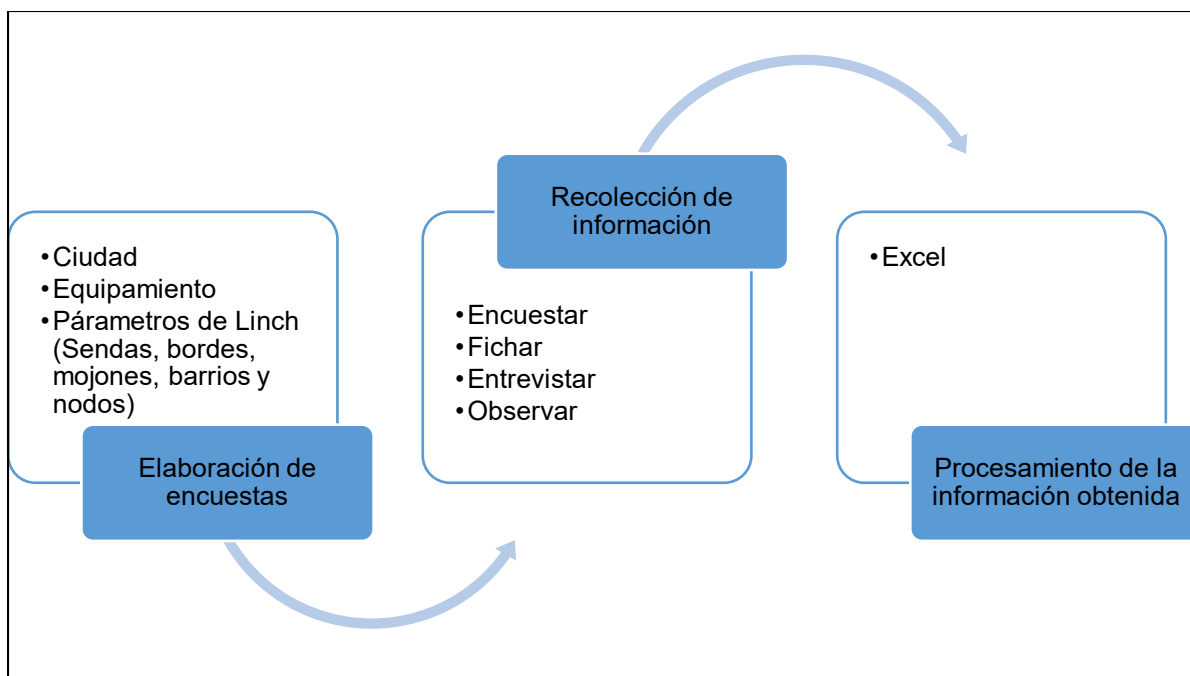 •Ciudad
•Equipamiento
•Párametros de Linch
(Sendas, bordes,
mojones, barrios y
nodos)
Elaboración de
encuestas
Recolección de
información
•Encuestar
•Fichar
•Entrevistar
•Observar
•Excel
Procesamiento de la
información obtenida